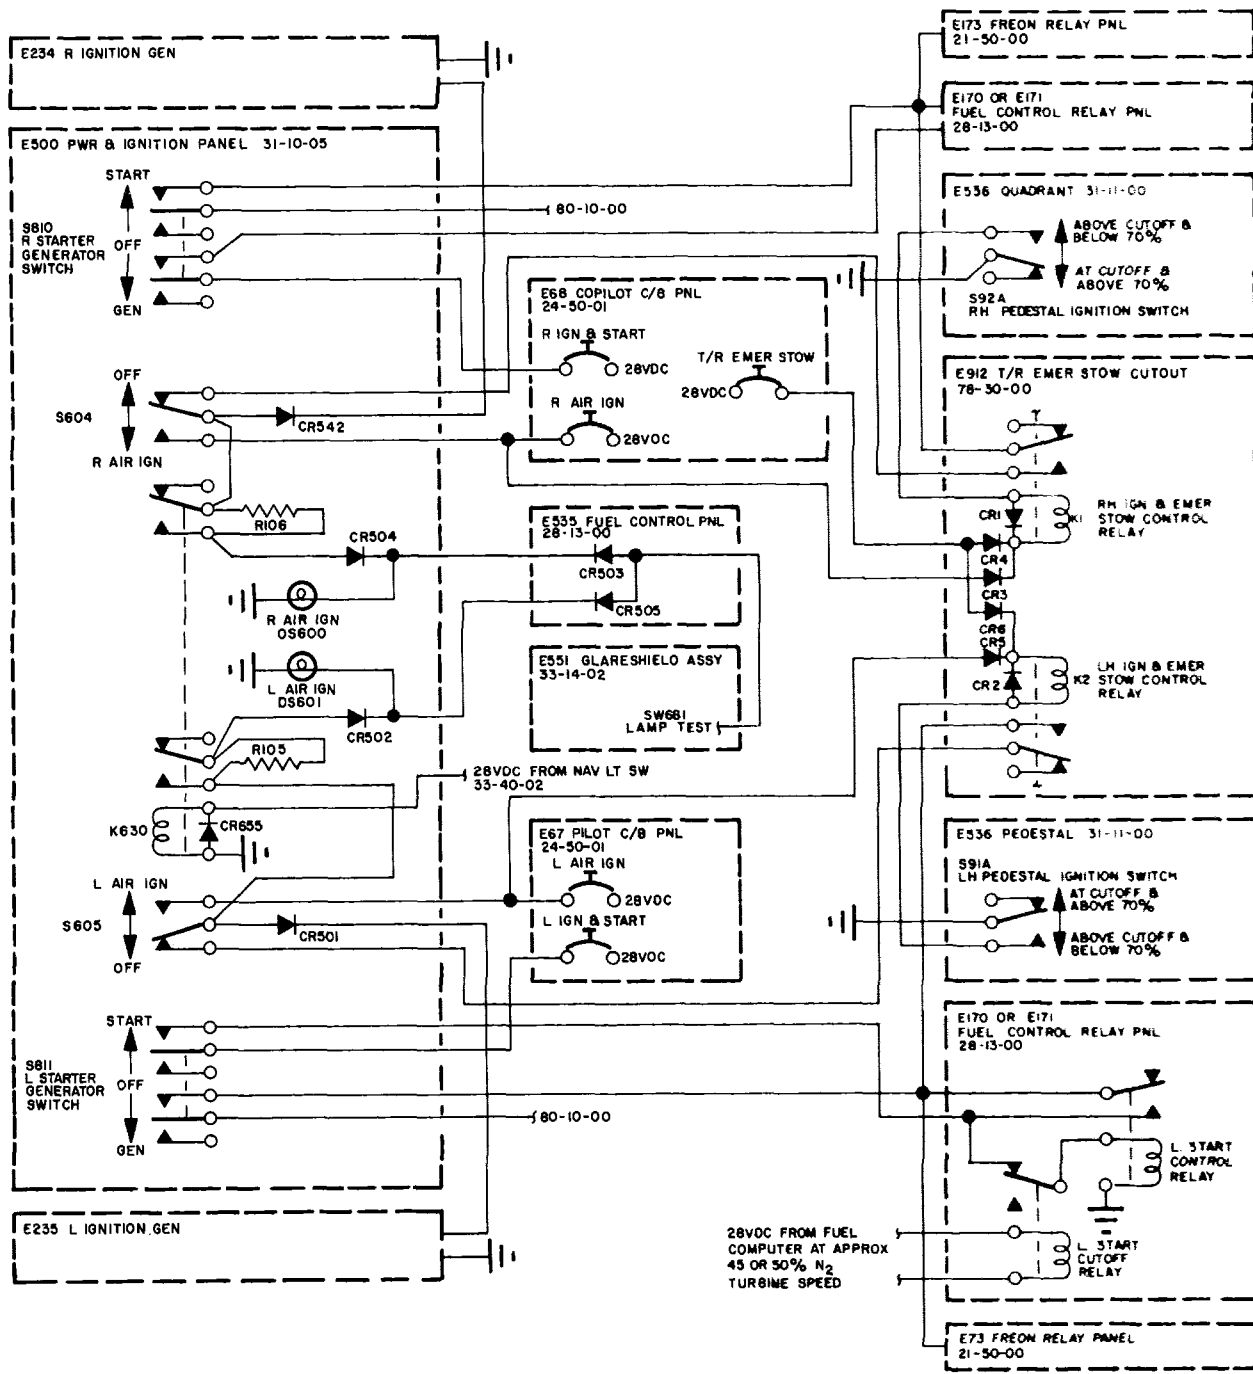 E234 R IGNITION GEN
E500 PWR & IGNITION PANEL 31-10-05
START
S810
R STARTER
GENERATOR
SWITCH
OFF
GEN
80-10-00
OFF
S604
R AIR IGN
CR542
R106
CR504
R AIR IGN
DS600
L AIR IGN
DS601
CR502
R105
28VDC FROM NAV LT SW
33-40-02
K630
CR655
L AIR IGN
S605
OFF
CR501
START
S811
L STARTER
GENERATOR
SWITCH
OFF
GEN
80-10-00
E235 L IGNITION GEN
E68 COPILOT C/B PNL
24-50-01
R IGN & START
28VDC
T/R EMER STOW
28VDC
R AIR IGN
28VDC
E535 FUEL CONTROL PNL
28-13-00
CR503
CR505
E551 GLARESHIELD ASSY
33-14-02
SW681
LAMP TEST
E67 PILOT C/B PNL
24-50-01
L AIR IGN
28VDC
L IGN & START
28VDC
E173 FREON RELAY PNL
21-50-00
E170 OR E171
FUEL CONTROL RELAY PNL
28-13-00
E536 QUADRANT 31-11-00
ABOVE CUTOFF &
BELOW 70%
AT CUTOFF &
ABOVE 70%
S92A
RH PEDESTAL IGNITION SWITCH
E912 T/R EMER STOW CUTOUT
78-30-00
CR1
K1
RH IGN & EMER
STOW CONTROL
RELAY
CR4
CR3
CR6
CR5
CR2
K2
LH IGN & EMER
STOW CONTROL
RELAY
E536 PEDESTAL 31-11-00
S91A
LH PEDESTAL IGNITION SWITCH
AT CUTOFF &
ABOVE 70%
ABOVE CUTOFF &
BELOW 70%
E170 OR E171
FUEL CONTROL RELAY PNL
28-13-00
L. START
CONTROL
RELAY
28VDC FROM FUEL
COMPUTER AT APPROX
45 OR 50% N2
TURBINE SPEED
L. START
CUTOFF
RELAY
E73 FREON RELAY PANEL
21-50-00